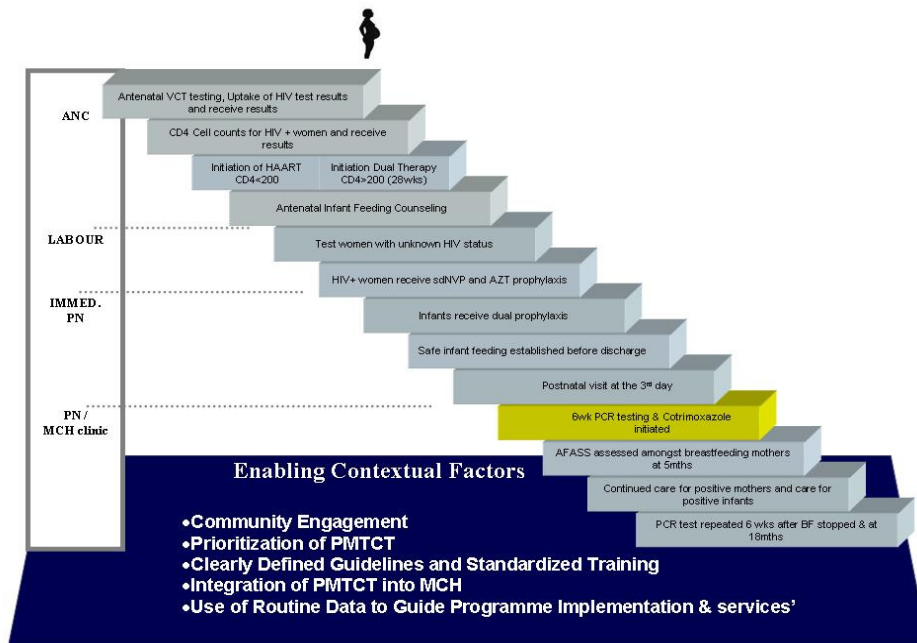 ANC
Antenatal VCT testing, Uptake of HIV test results
and receive results
CD4 Cell counts for HIV + women and receive
results
Initiation of HAART
CD4<200
Initiation Dual Therapy
CD4>200 (28wks)
Antenatal Infant Feeding Counseling
LABOUR
Test women with unknown HIV status
HIV+ women receive sdNVP and AZT prophylaxis
IMMED.
PN
Infants receive dual prophylaxis
Safe infant feeding established before discharge
Postnatal visit at the 3rd day
PN /
MCH clinic
6wk PCR testing & Cotrimoxazole
initiated
AFASS assessed amongst breastfeeding mothers
at 5mths
Continued care for positive mothers and care for
positive infants
PCR test repeated 6 wks after BF stopped & at
18mths
Enabling Contextual Factors
•Community Engagement
•Prioritization of PMTCT
•Clearly Defined Guidelines and Standardized Training
•Integration of PMTCT into MCH
•Use of Routine Data to Guide Programme Implementation & services’